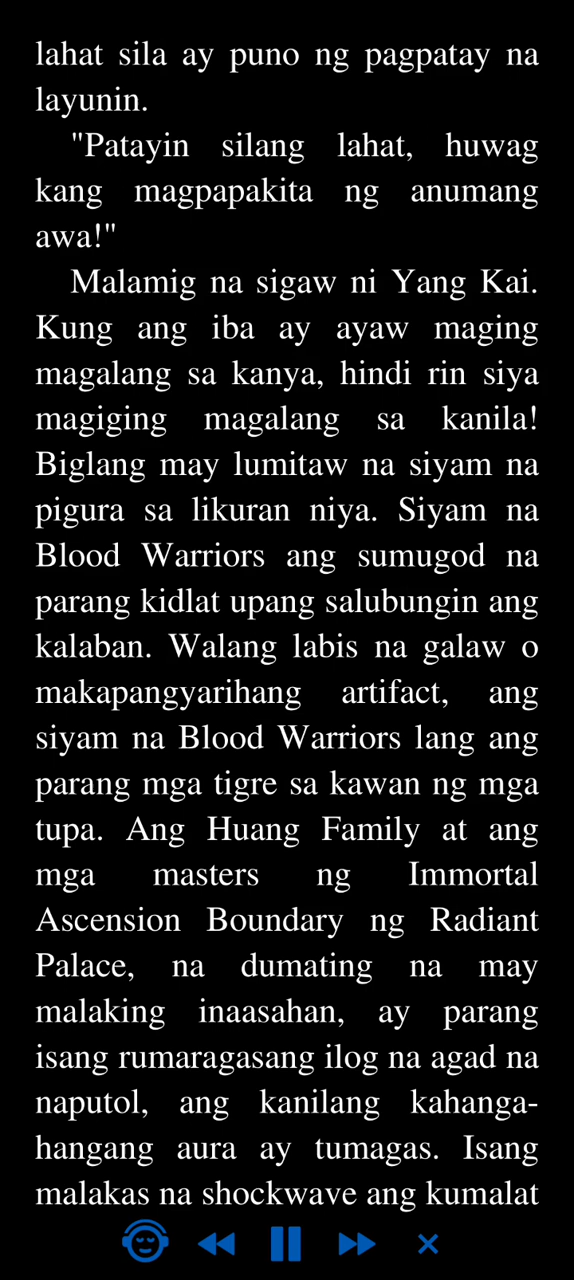 lahat sila ay puno ng pagpatay na
layunin.
"Patayin silang lahat, huwag
kang magpapakita ng anumang
awa!"
Malamig na sigaw ni Yang Kai.
Kung ang iba ay ayaw maging
magalang sa kanya, hindi rin siya
magiging magalang sa kanila!
Biglang may lumitaw na siyam na
pigura sa likuran niya. Siyam na
Blood Warriors ang sumugod na
parang kidlat upang salubungin ang
kalaban. Walang labis na galaw o
makapangyarihang artifact, ang
siyam na Blood Warriors lang ang
parang mga tigre sa kawan ng mga
tupa. Ang Huang Family at ang
mga masters ng Immortal
Ascension Boundary ng Radiant
Palace, na dumating na may
malaking inaasahan, ay parang
isang rumaragasang ilog na agad na
naputol, ang kanilang kahanga-
hangang aura ay tumagas. Isang
malakas na shockwave ang kumalat